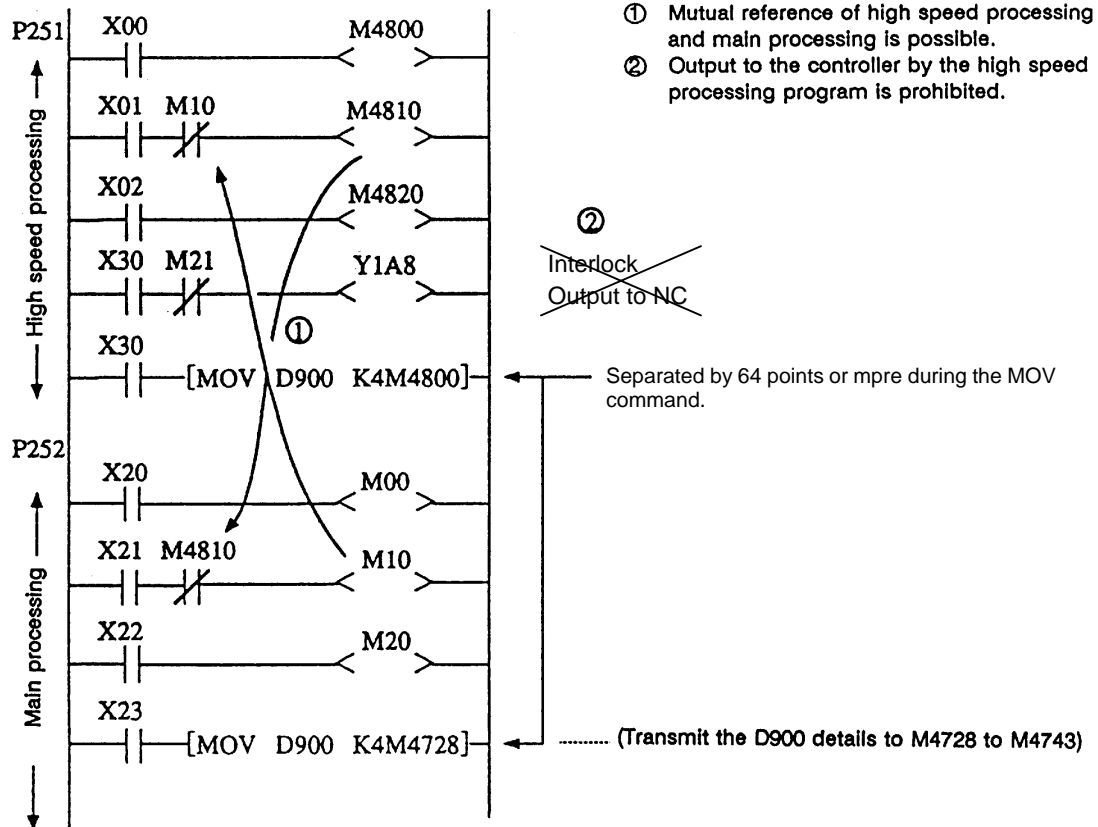 ① Mutual reference of high speed processing
and main processing is possible.
② Output to the controller by the high speed
processing program is prohibited.
P251
High speed processing
X00 M4800
X01 M10 M4810
X02 M4820
X30 M21 Y1A8
②
Interlock
Output to NC
①
X30 [MOV D900 K4M4800]
Separated by 64 points or mpre during the MOV
command.
P252
Main processing
X20 M00
X21 M4810 M10
X22 M20
X23 [MOV D900 K4M4728] ......... (Transmit the D900 details to M4728 to M4743)